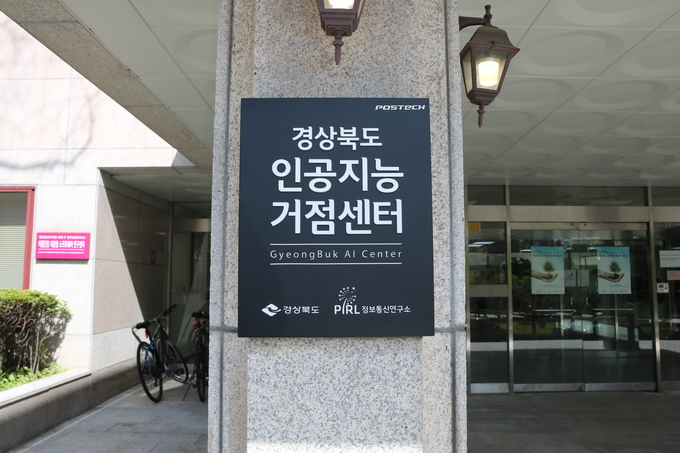 POSTECH
경상북도
인공지능
거점센터
GyeongBuk AI Center
경상북도
PIRL 정보통신연구소